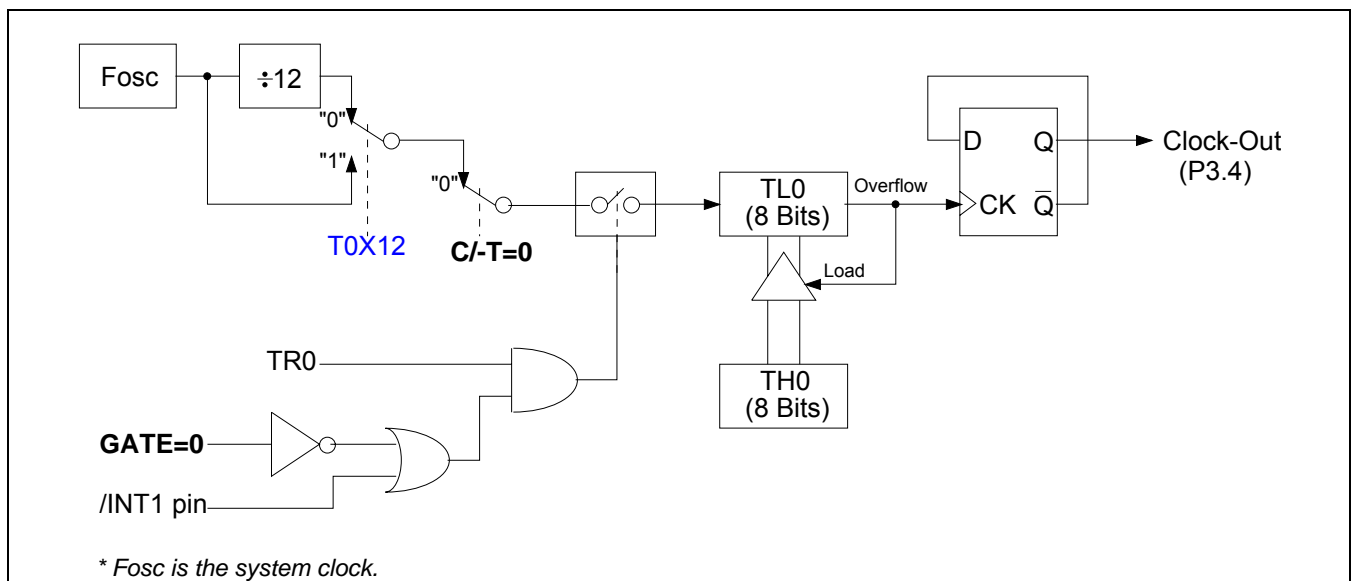 Fosc
÷12
"0"
"1"
T0X12
"0"
C/-T=0
TL0
(8 Bits)
Overflow
Load
TH0
(8 Bits)
D
Q
CK
Q̅
Clock-Out
(P3.4)
TR0
GATE=0
/INT1 pin
* Fosc is the system clock.